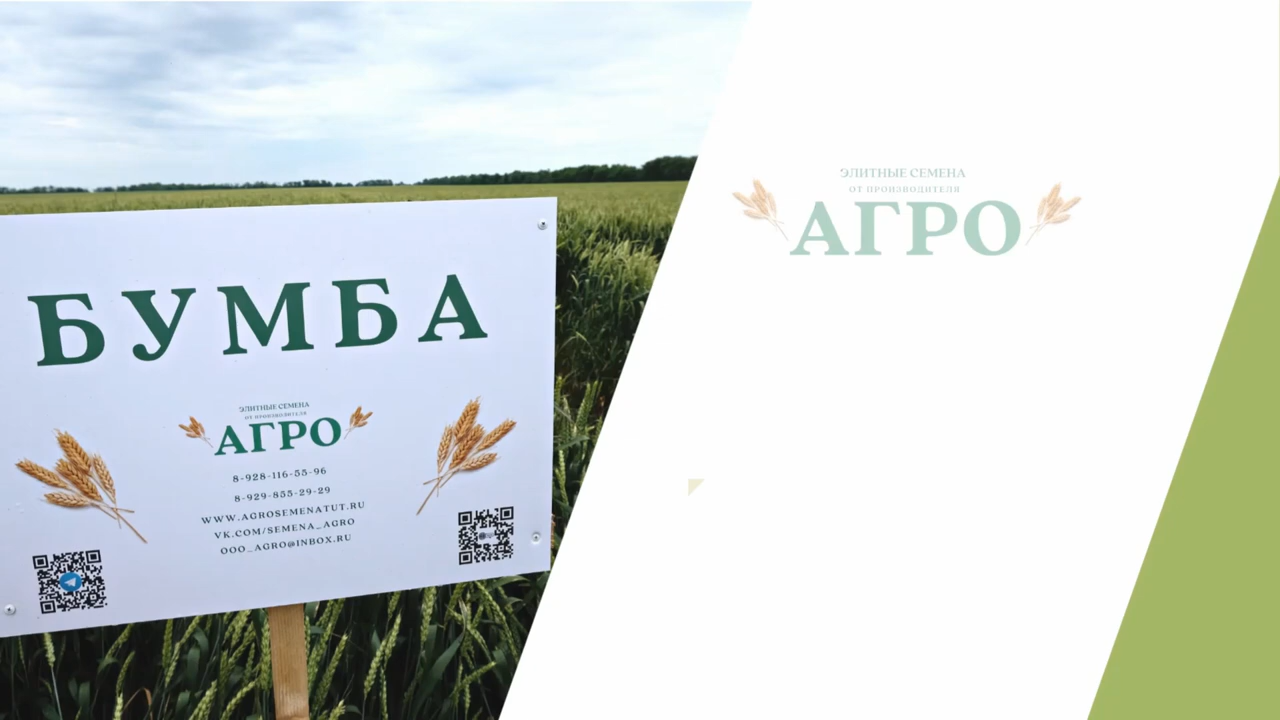 БУМБА
ЭЛИТНЫЕ СЕМЕНА
ОТ ПРОИЗВОДИТЕЛЯ
АГРО
8-928-116-55-96
8-929-855-29-29
WWW.AGROSEMENATUT.RU
VK.COM/SEMENA_AGRO
OOO_AGRO@INBOX.RU
ЭЛИТНЫЕ СЕМЕНА
ОТ ПРОИЗВОДИТЕЛЯ
АГРО